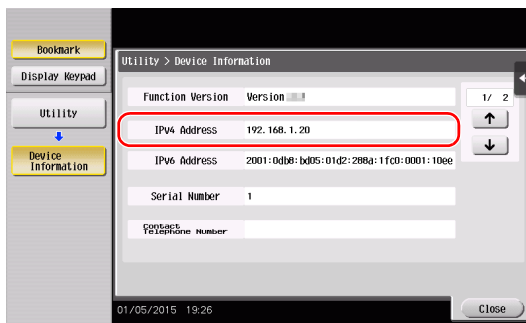 Bookmark
Display Keypad
Utility
Device
Information
Utility > Device Information
Function Version Version
IPv4 Address 192.168.1.20
IPv6 Address 2001:0db8:bd05:01d2:288a:1fc0:0001:10ee
Serial Number 1
Contact
Telephone Number
1/ 2
01/05/2015 19:26
Close